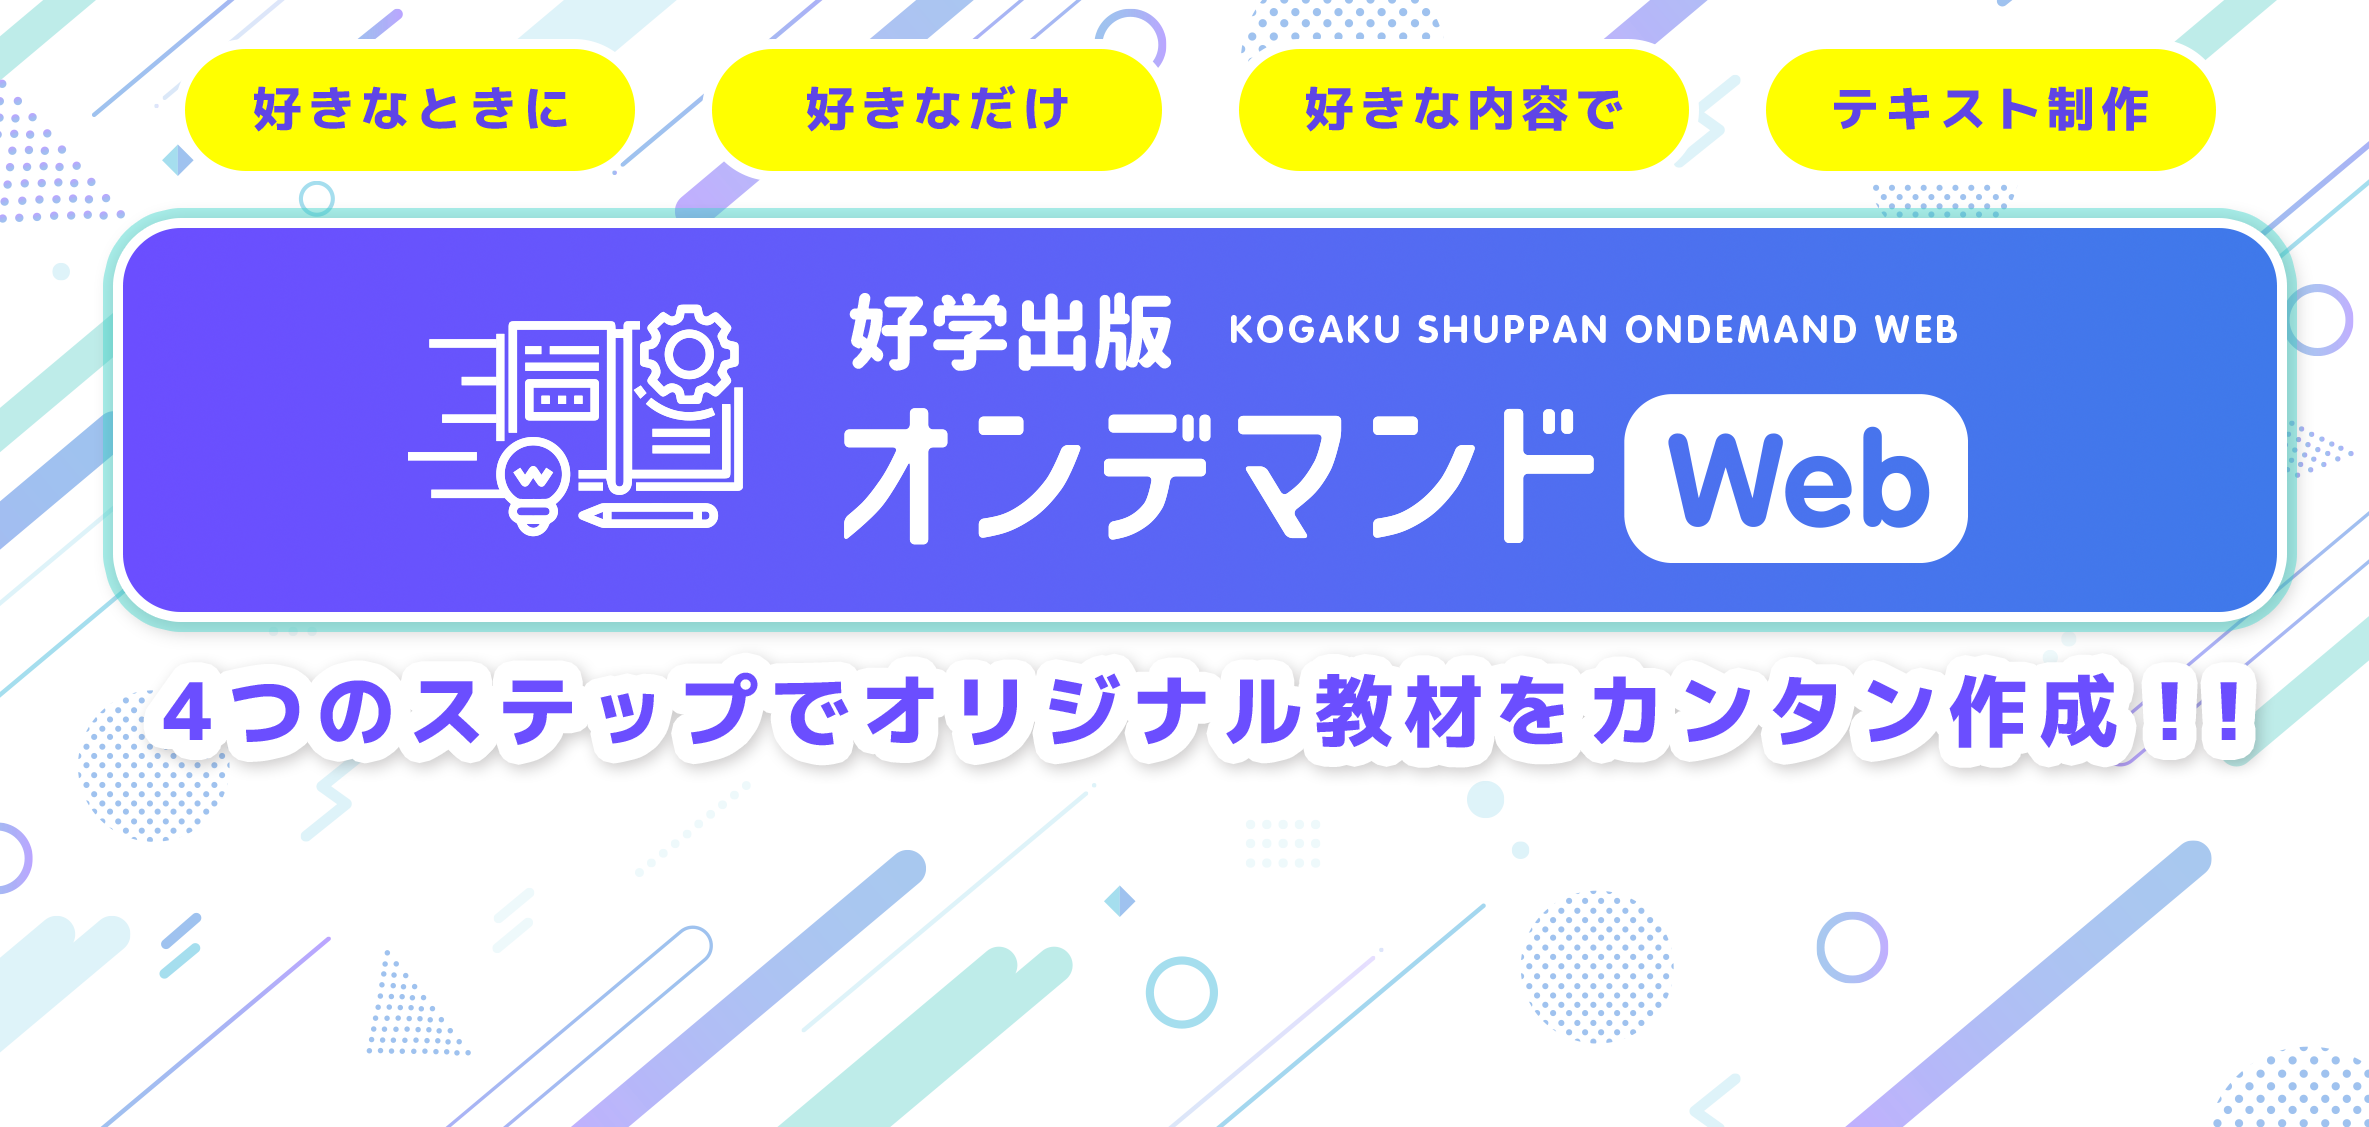 好きなときに
好きなだけ
好きな内容で
テキスト制作
好学出版 KOGAKU SHUPPAN ONDEMAND WEB
オンデマンド Web
4つのステップでオリジナル教材をカンタン作成!!